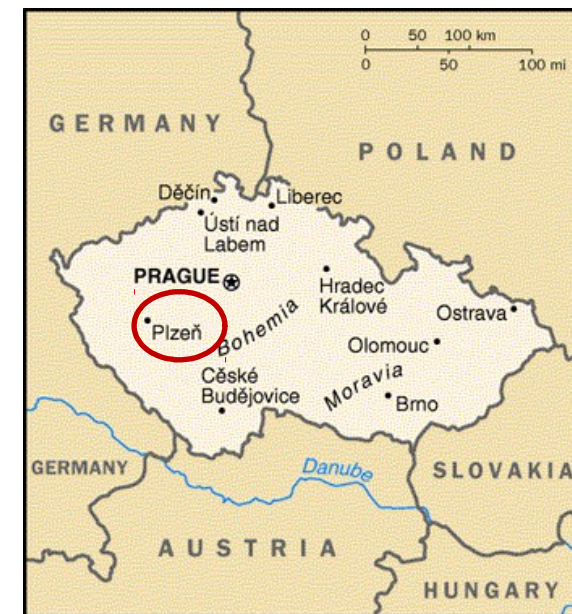 0 50 100 km
0 50 100 mi
GERMANY
POLAND
Děčín
Liberec
Ústí nad
Labem
PRAGUE
Hradec
Králové
Ostrava
Plzeň
Bohemia
Olomouc
Céské
Budějovice
Moravia
Brno
GERMANY
Danube
SLOVAKIA
AUSTRIA
HUNGARY